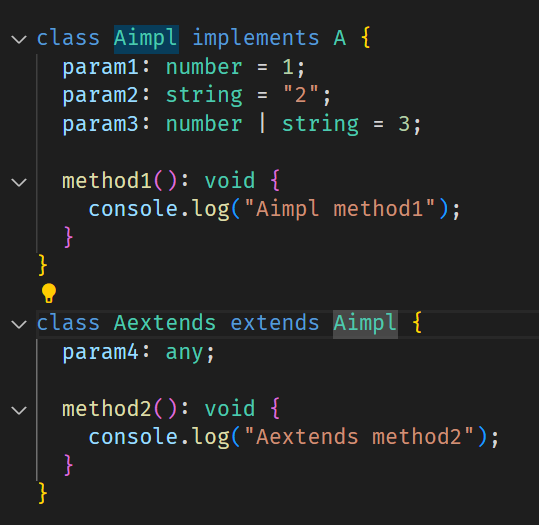 class Aimpl implements A {
param1: number = 1;
param2: string = "2";
param3: number | string = 3;
method1(): void {
console.log("Aimpl method1");
}
}
class Aextends extends Aimpl {
param4: any;
method2(): void {
console.log("Aextends method2");
}
}